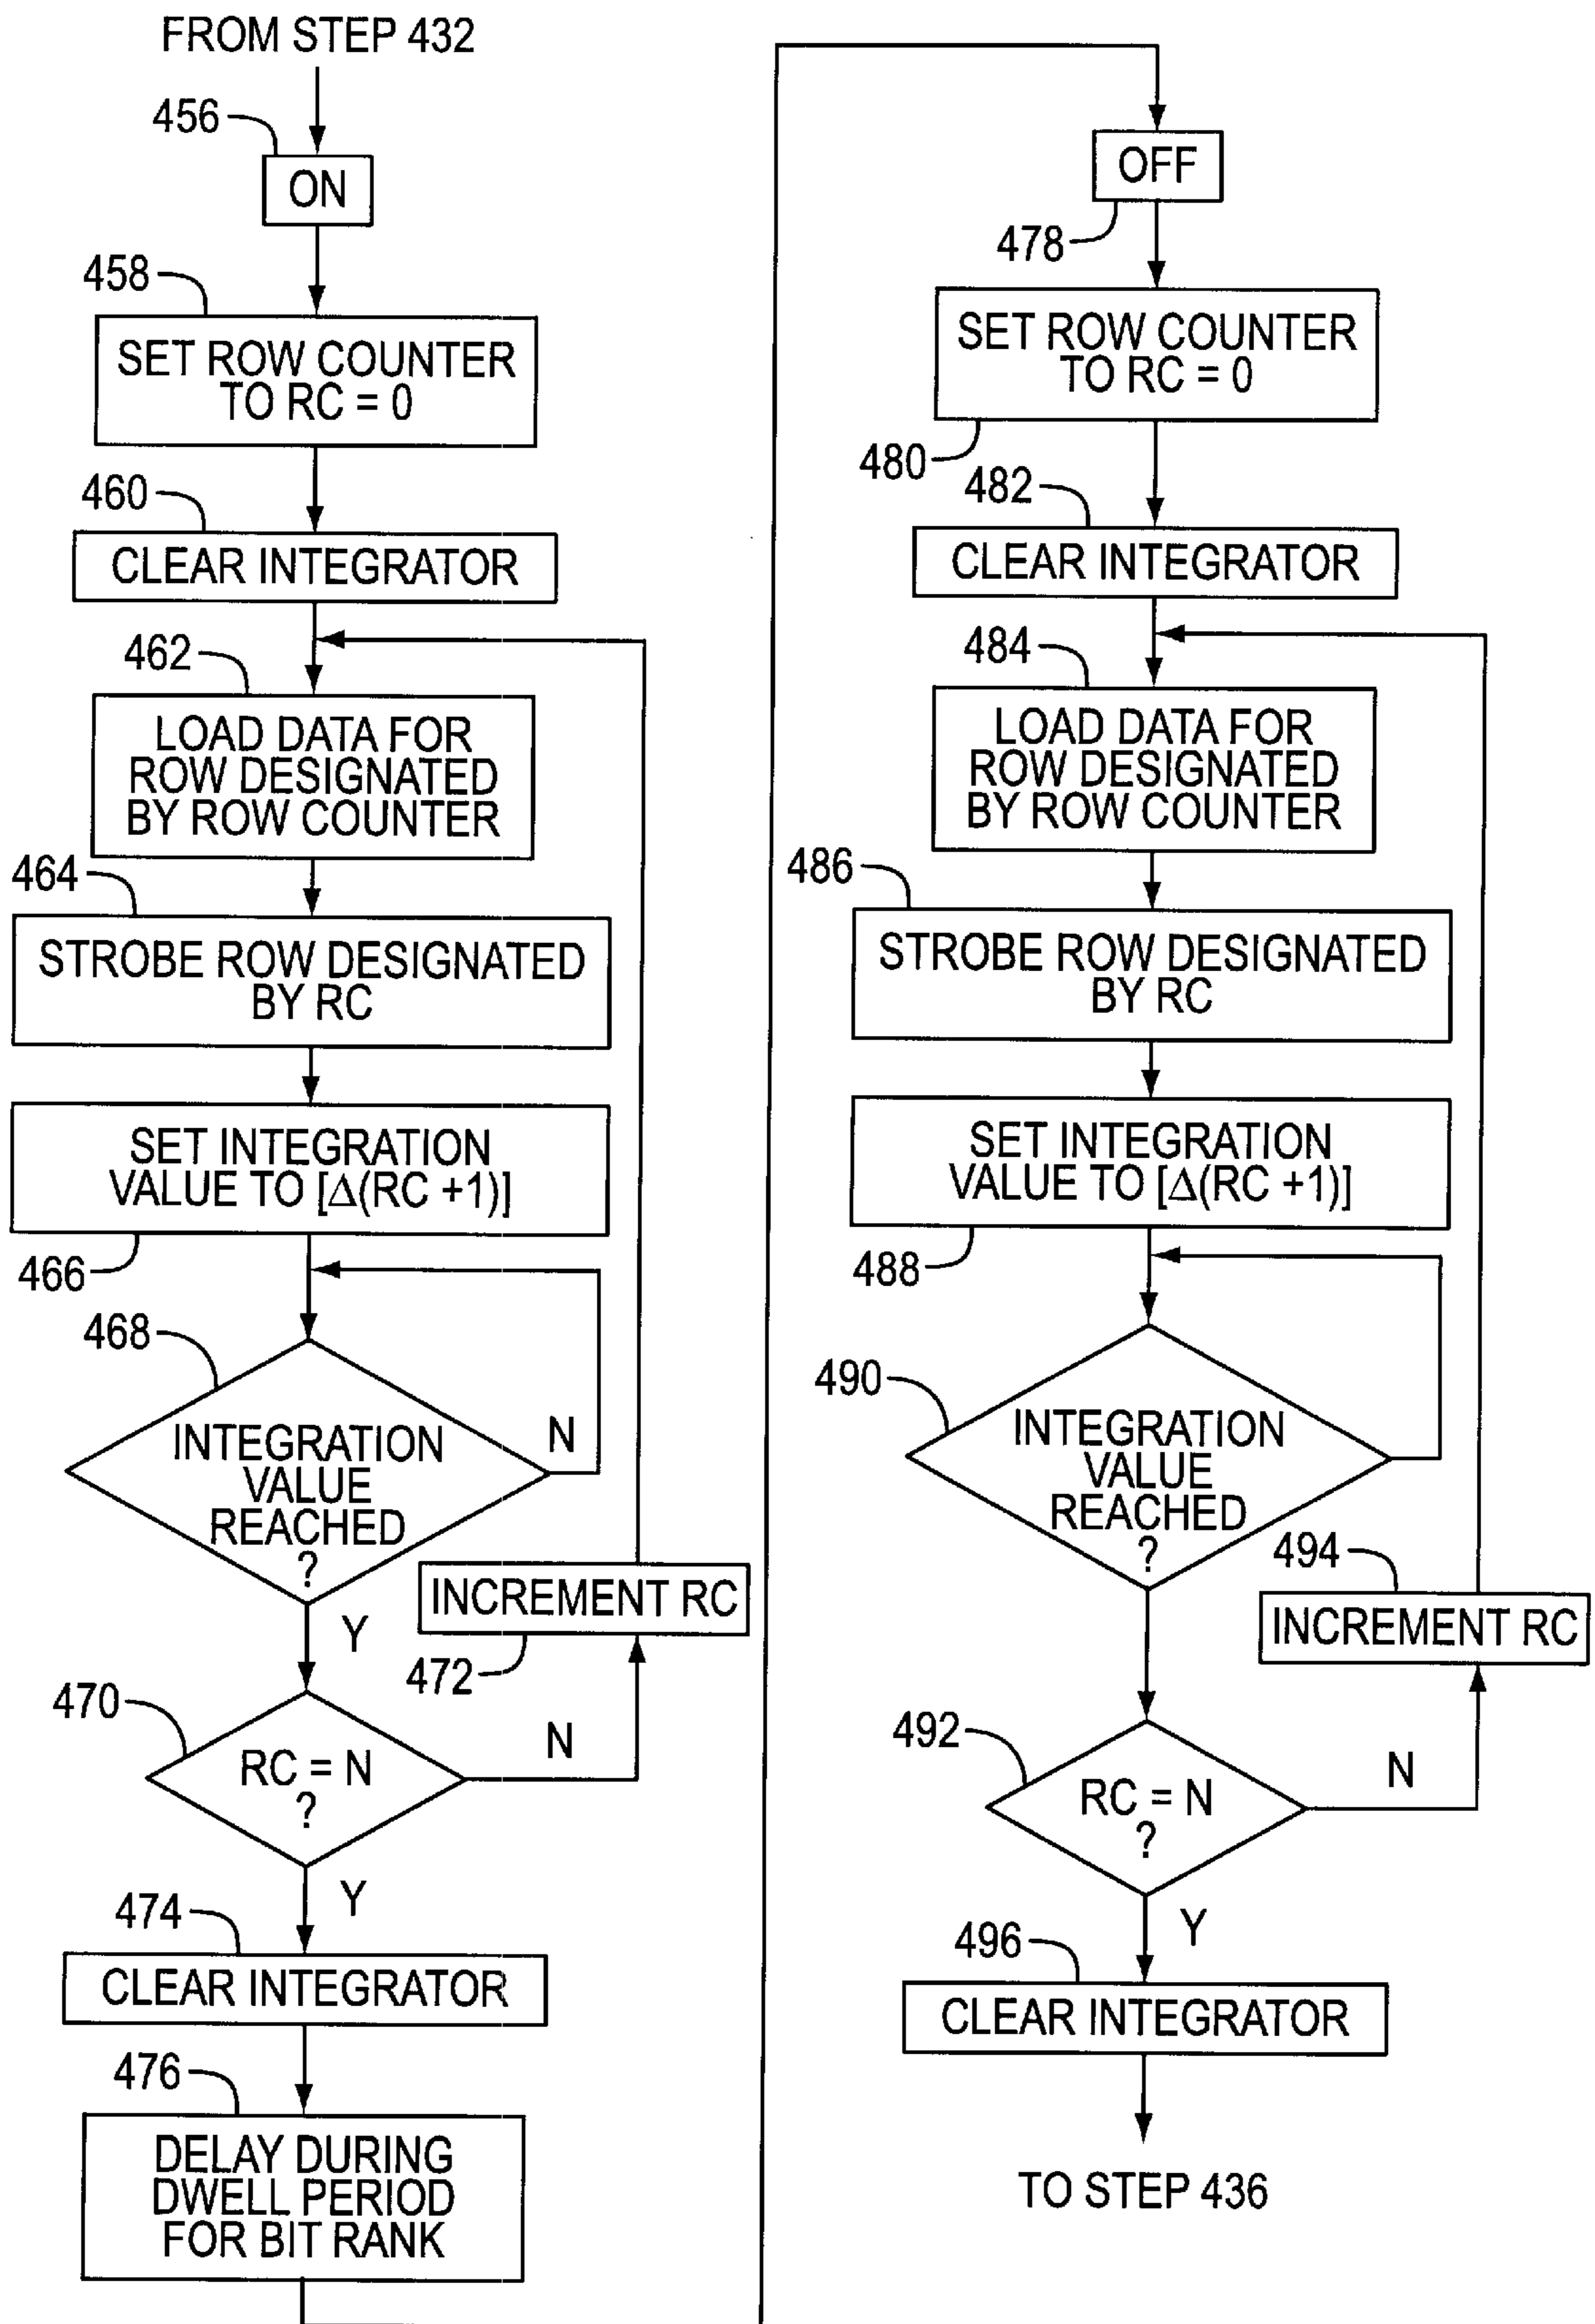 FROM STEP 432
456
ON
458
SET ROW COUNTER
TO RC = 0
460
CLEAR INTEGRATOR
462
LOAD DATA FOR
ROW DESIGNATED
BY ROW COUNTER
464
STROBE ROW DESIGNATED
BY RC
SET INTEGRATION
VALUE TO [Δ(RC +1)]
466
468
INTEGRATION
VALUE
REACHED
?
N
Y
INCREMENT RC
472
470
RC = N
?
N
Y
474
CLEAR INTEGRATOR
476
DELAY DURING
DWELL PERIOD
FOR BIT RANK
OFF
478
SET ROW COUNTER
TO RC = 0
480
482
CLEAR INTEGRATOR
484
LOAD DATA FOR
ROW DESIGNATED
BY ROW COUNTER
486
STROBE ROW DESIGNATED
BY RC
SET INTEGRATION
VALUE TO [Δ(RC +1)]
488
490
INTEGRATION
VALUE
REACHED
?
494
INCREMENT RC
492
RC = N
?
N
Y
496
CLEAR INTEGRATOR
TO STEP 436